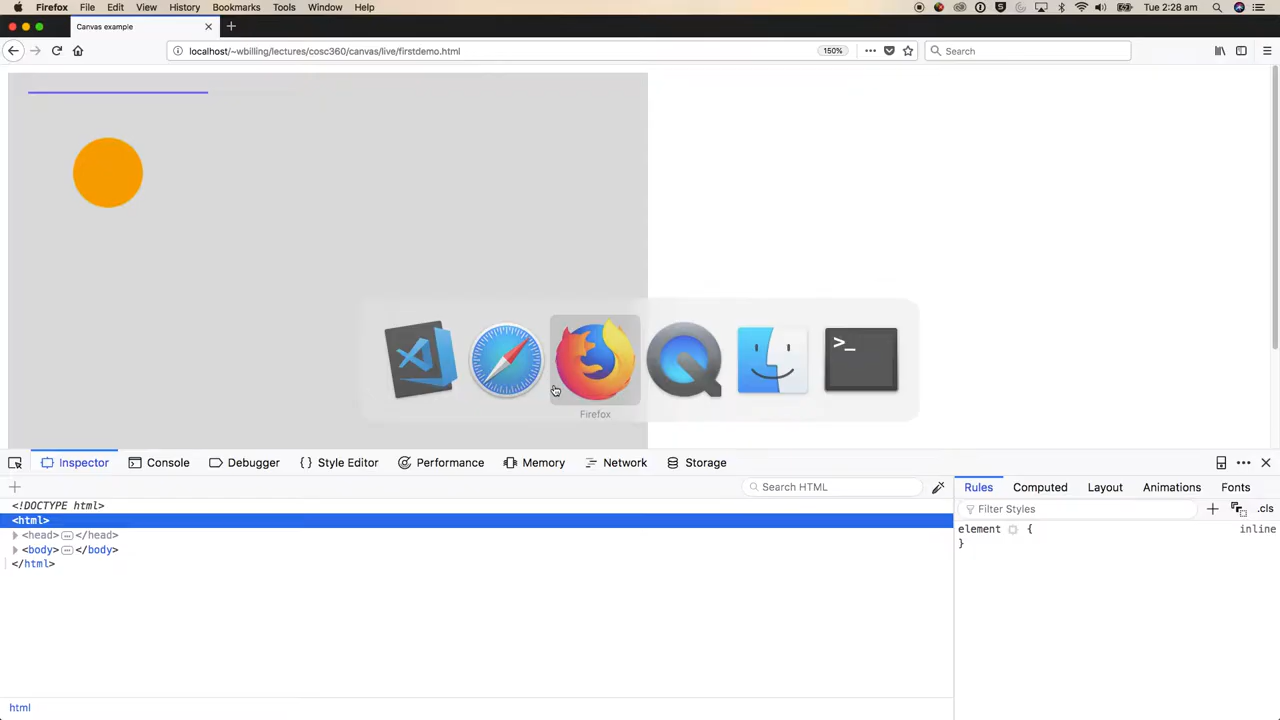 Firefox File Edit View History Bookmarks Tools Window Help Tue 2:28 am
Canvas example
localhost/~wbilling/lectures/cosc360/canvas/live/firstdemo.html 150% Search
>_
Firefox
Inspector Console Debugger { } Style Editor Performance Memory Network Storage
Search HTML
Rules Computed Layout Animations Fonts
<!DOCTYPE html>
Filter Styles .cls
<html>
element { inline
<head> </head>
}
<body> </body>
</html>
html